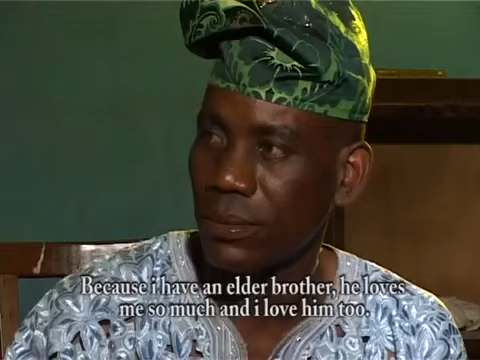 Because i have an elder brother, he loves
me so much and i love him too.